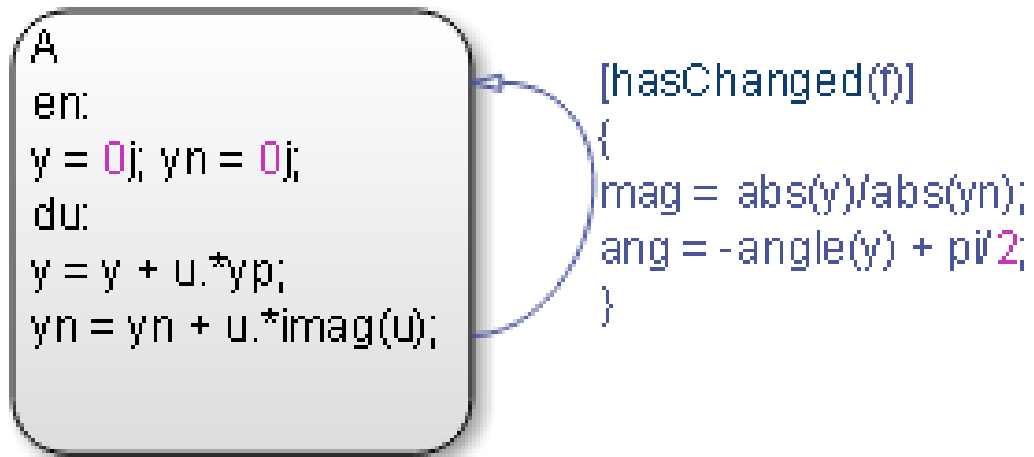 A
en:
y = 0j; yn = 0j;
du:
y = y + u.*yp;
yn = yn + u.*imag(u);
[hasChanged(f)]
{
mag = abs(y)/abs(yn);
ang = -angle(y) + pi/2;
}